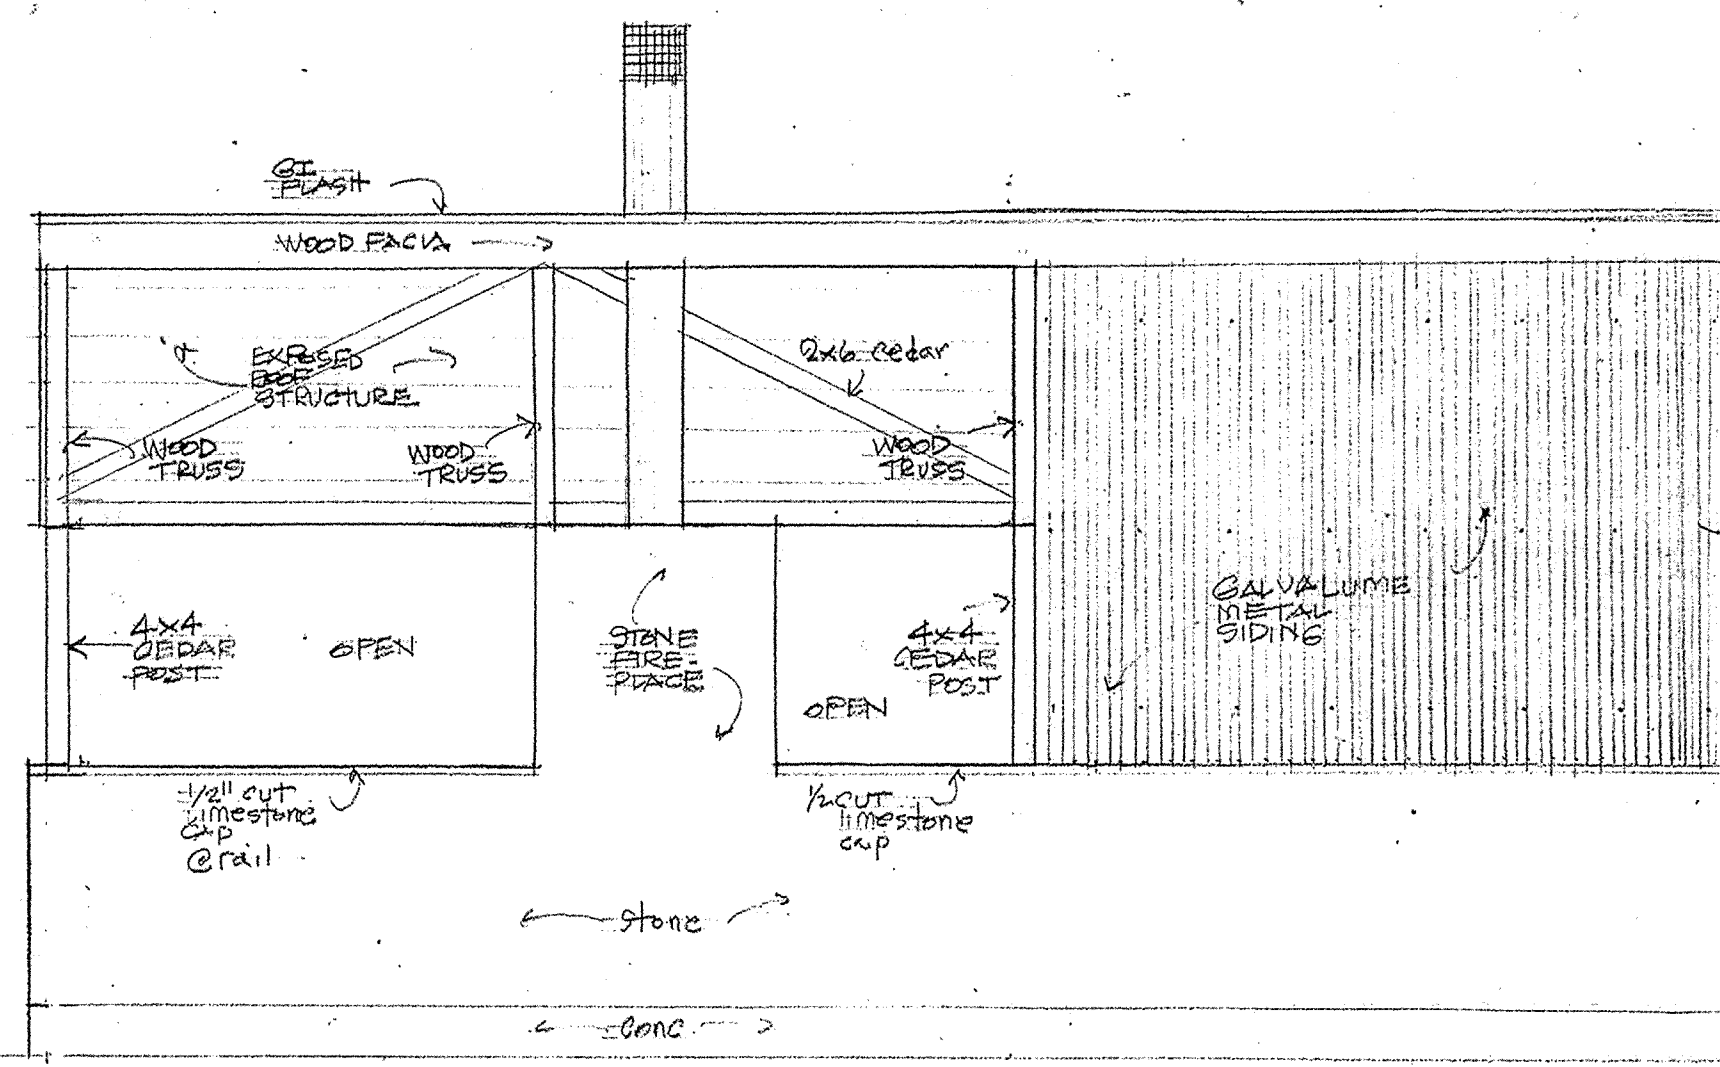 GI
FLASH
WOOD FACIA
EXPOSED
ROOF
STRUCTURE
2x6 cedar
WOOD
TRUSS
WOOD
TRUSS
WOOD
TRUSS
4x4
CEDAR
POST
OPEN
STONE
FIRE-
PLACE
4x4
CEDAR
POST
OPEN
GALVALUME
METAL
SIDING
1/2" cut
limestone
cap
@rail
1/2 CUT
limestone
cap
stone
conc.